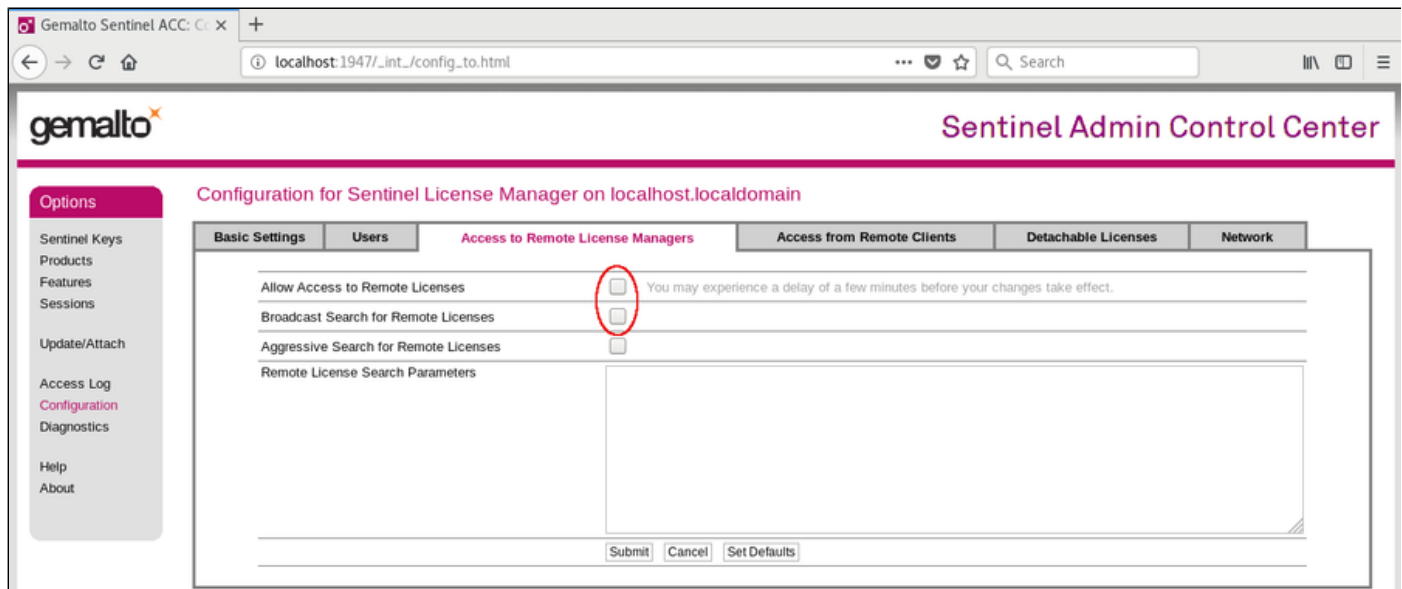 Gemalto Sentinel ACC: Co
localhost:1947/_int_/config_to.html
Search
gemalto
Sentinel Admin Control Center
Options
Sentinel Keys
Products
Features
Sessions
Update/Attach
Access Log
Configuration
Diagnostics
Help
About
Configuration for Sentinel License Manager on localhost.localdomain
Basic Settings Users Access to Remote License Managers Access from Remote Clients Detachable Licenses Network
Allow Access to Remote Licenses You may experience a delay of a few minutes before your changes take effect.
Broadcast Search for Remote Licenses
Aggressive Search for Remote Licenses
Remote License Search Parameters
Submit Cancel Set Defaults